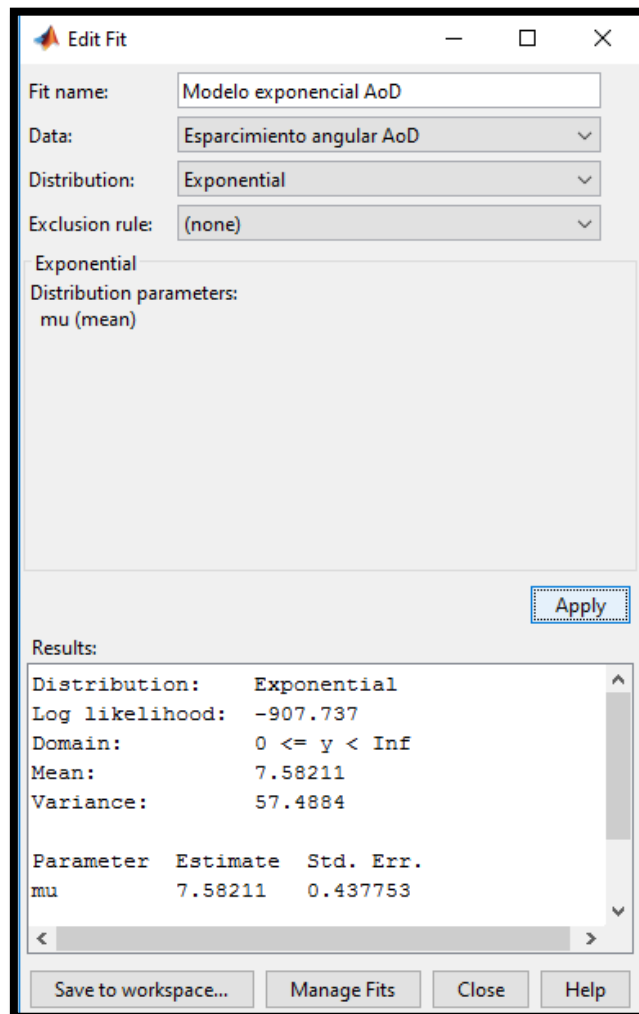 Edit Fit
Fit name: Modelo exponencial AoD
Data: Esparcimiento angular AoD
Distribution: Exponential
Exclusion rule: (none)
Exponential
Distribution parameters:
mu (mean)
Apply
Results:
Distribution: Exponential
Log likelihood: -907.737
Domain: 0 <= y < Inf
Mean: 7.58211
Variance: 57.4884
Parameter Estimate Std. Err.
mu 7.58211 0.437753
Save to workspace... Manage Fits Close Help